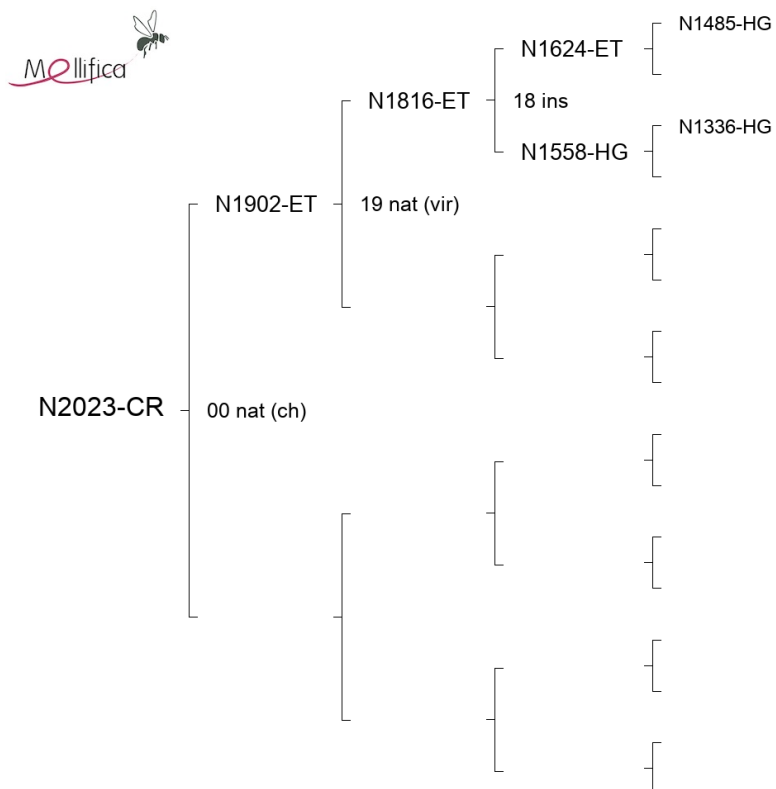 Mellifica
N1485-HG
N1624-ET
N1816-ET
18 ins
N1336-HG
N1558-HG
N1902-ET
19 nat (vir)
N2023-CR
00 nat (ch)